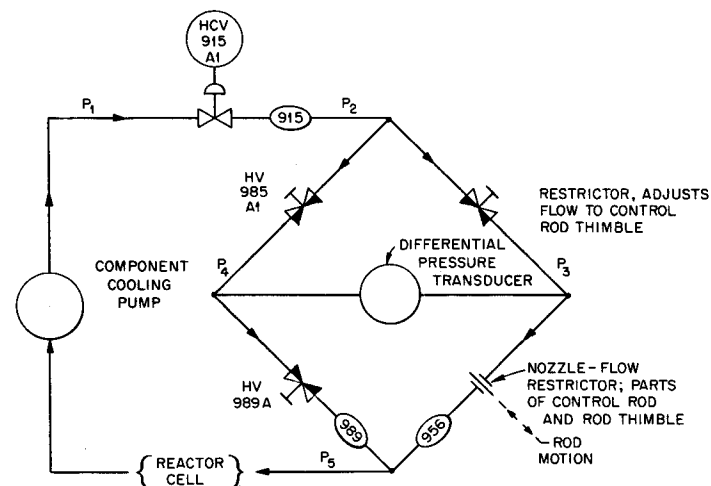 HCV
915
A1
P1
915
P2
HV
985
A1
RESTRICTOR, ADJUSTS
FLOW TO CONTROL
ROD THIMBLE
DIFFERENTIAL
PRESSURE
TRANSDUCER
P4
P3
COMPONENT
COOLING
PUMP
HV
989A
NOZZLE-FLOW
RESTRICTOR; PARTS
OF CONTROL ROD
AND ROD THIMBLE
989
956
ROD
MOTION
P5
{ REACTOR }
CELL